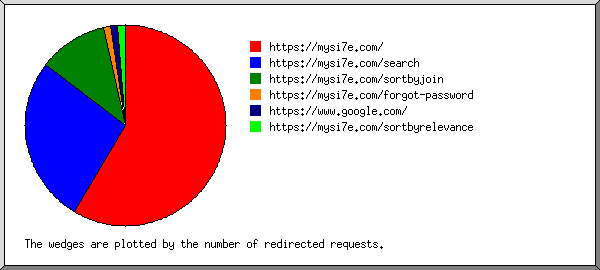 https://mysi7e.com/
https://mysi7e.com/search
https://mysi7e.com/sortbyjoin
https://mysi7e.com/forgot-password
https://www.google.com/
https://mysi7e.com/sortbyrelevance
The wedges are plotted by the number of redirected requests.